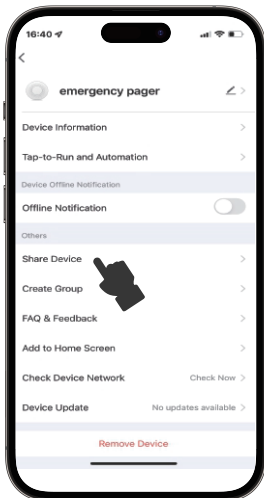 16:40
emergency pager
Device Information
Tap-to-Run and Automation
Device Offline Notification
Offline Notification
Others
Share Device
Create Group
FAQ & Feedback
Add to Home Screen
Check Device Network Check Now
Device Update No updates available
Remove Device